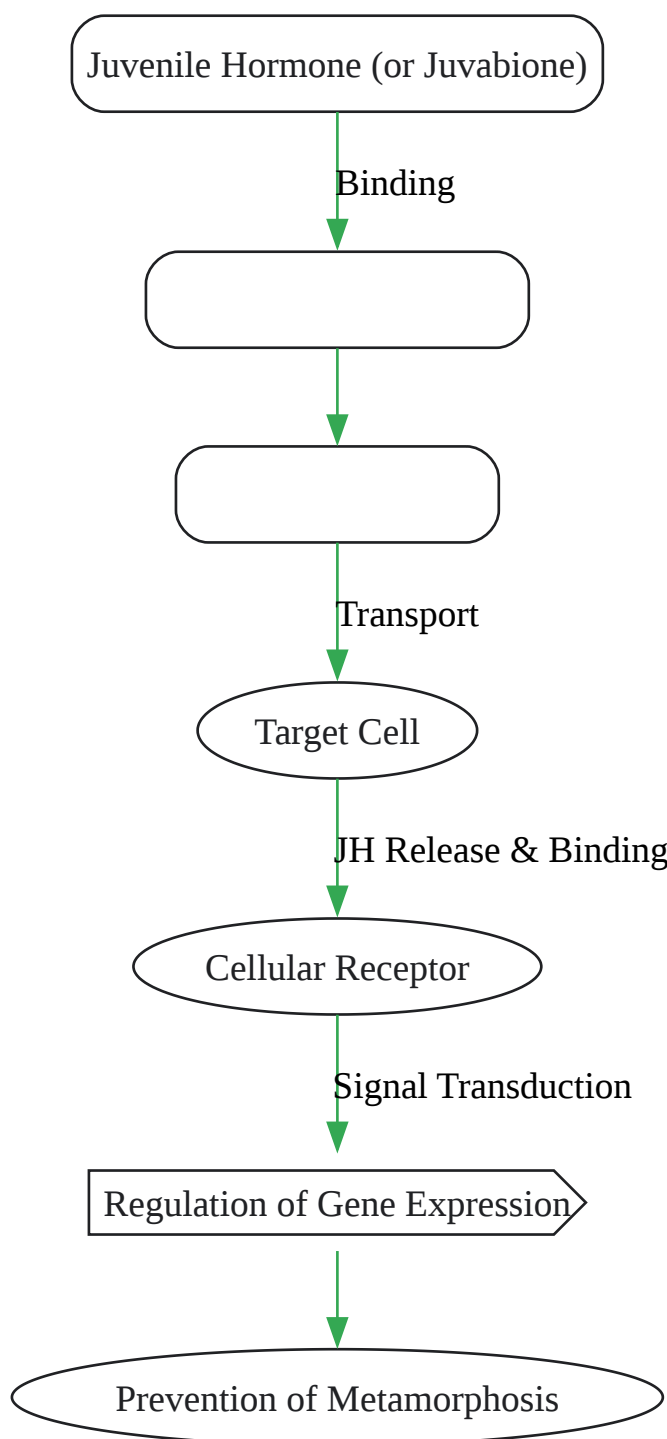 Juvenile Hormone (or Juvabione)
Binding
Transport
Target Cell
JH Release & Binding
Cellular Receptor
Signal Transduction
Regulation of Gene Expression
Prevention of Metamorphosis